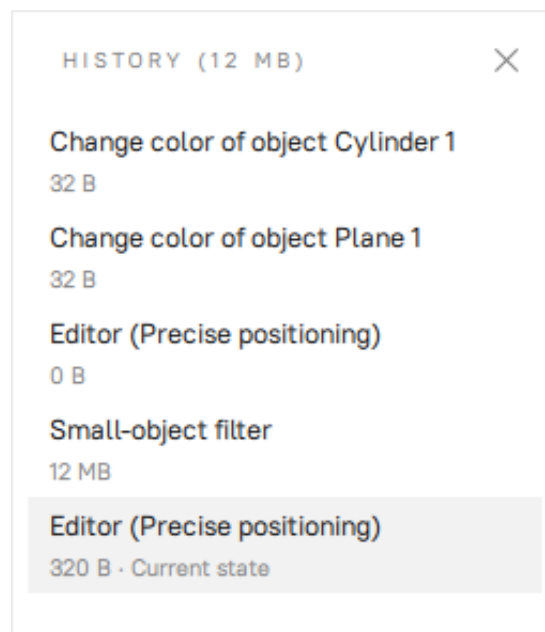 HISTORY (12 MB)
Change color of object Cylinder 1
32 B
Change color of object Plane 1
32 B
Editor (Precise positioning)
0 B
Small-object filter
12 MB
Editor (Precise positioning)
320 B · Current state